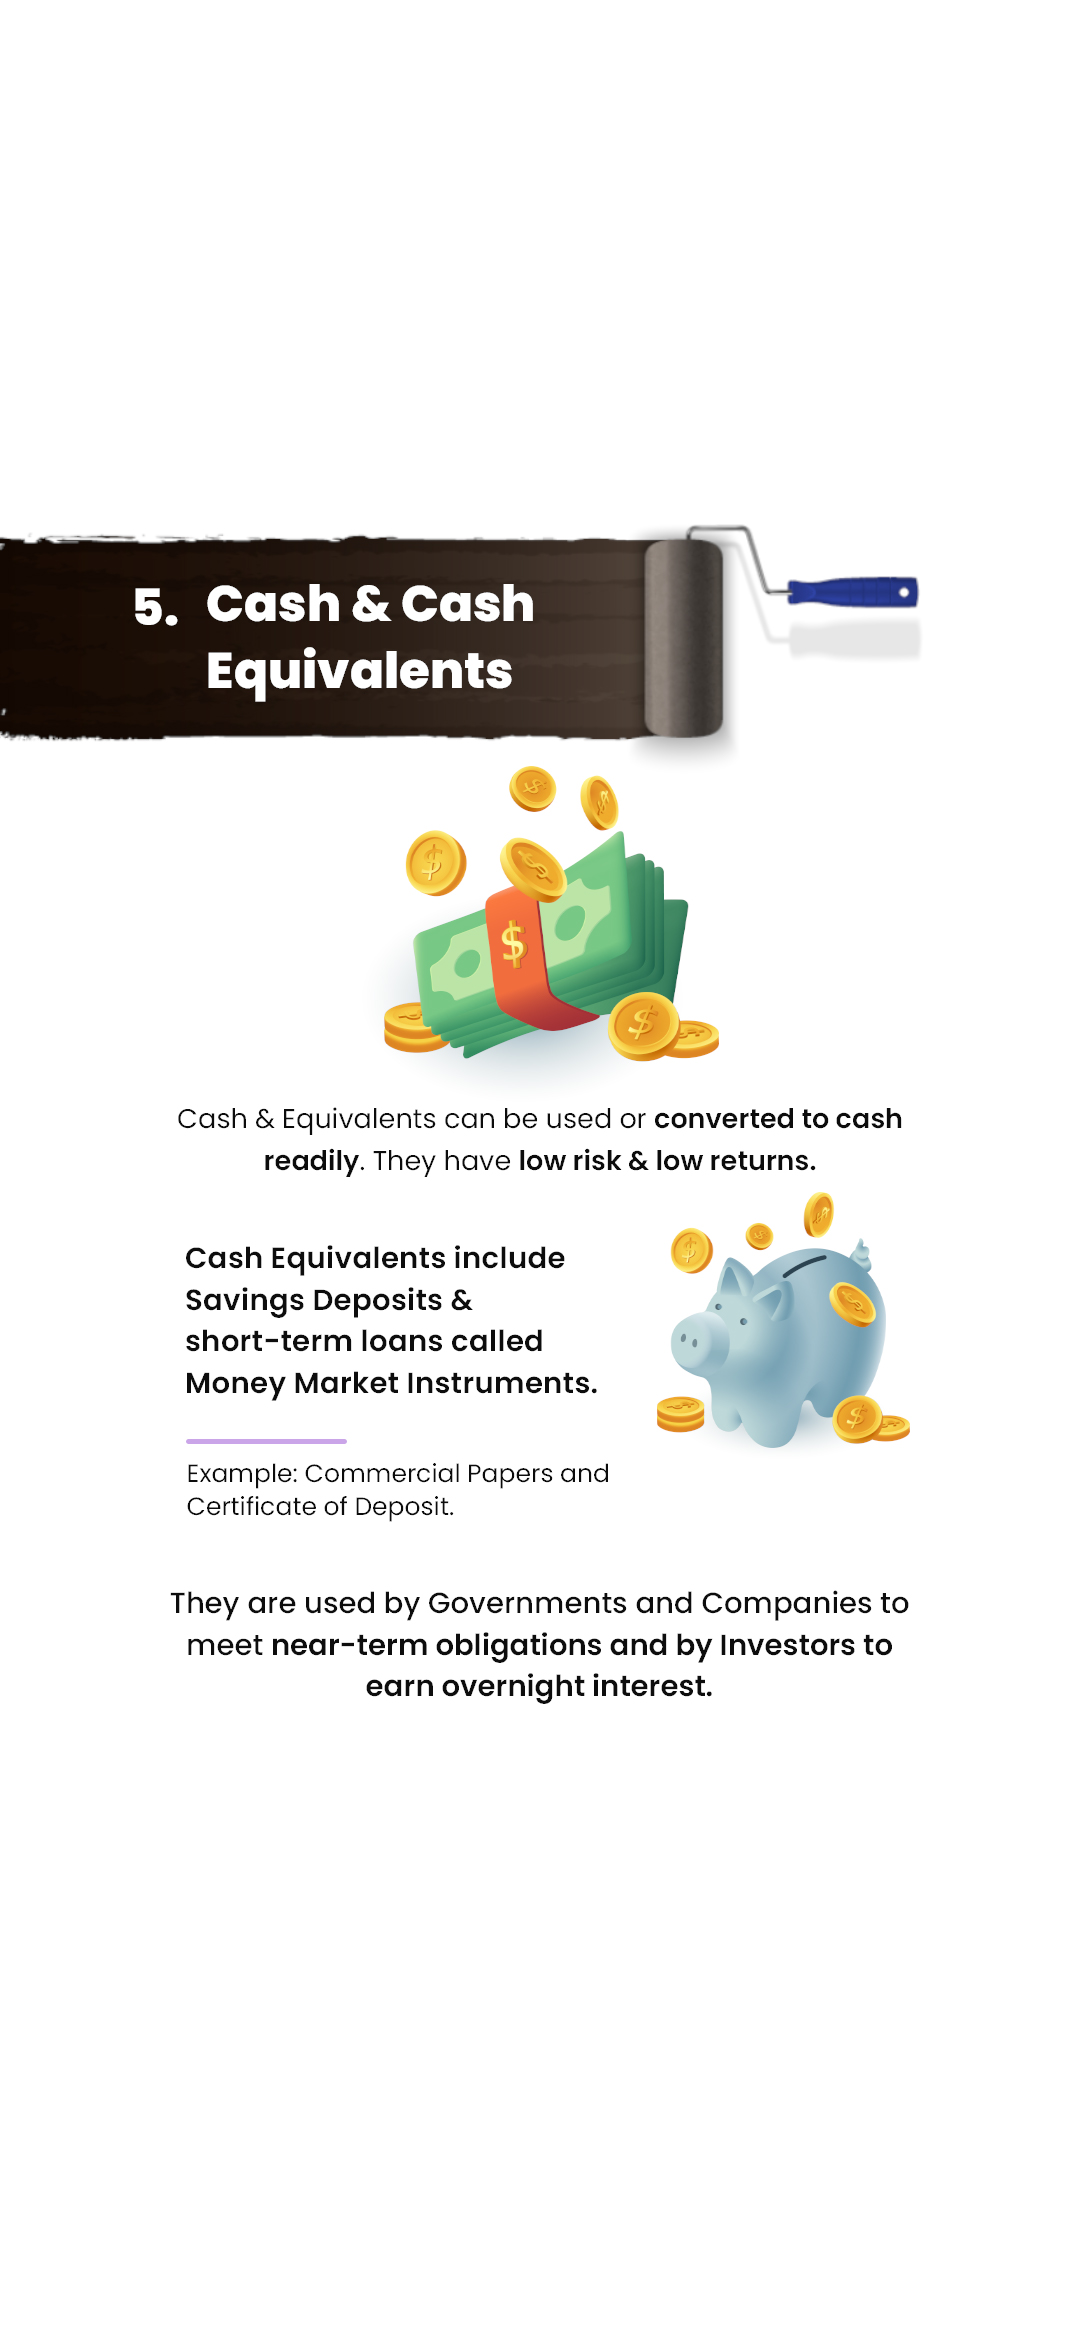 5. Cash & Cash
Equivalents
Cash & Equivalents can be used or converted to cash
readily. They have low risk & low returns.
Cash Equivalents include
Savings Deposits &
short-term loans called
Money Market Instruments.
Example: Commercial Papers and
Certificate of Deposit.
They are used by Governments and Companies to
meet near-term obligations and by Investors to
earn overnight interest.